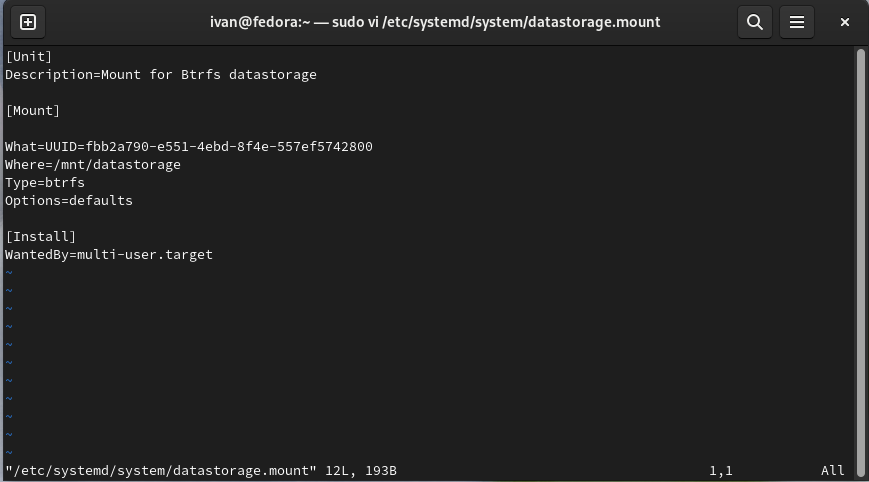 ivan@fedora:~ — sudo vi /etc/systemd/system/datastorage.mount
[Unit]
Description=Mount for Btrfs datastorage
[Mount]
What=UUID=fbb2a790-e551-4ebd-8f4e-557ef5742800
Where=/mnt/datastorage
Type=btrfs
Options=defaults
[Install]
WantedBy=multi-user.target
~
~
~
~
~
~
~
~
~
~
~
"/etc/systemd/system/datastorage.mount" 12L, 193B 1,1 All